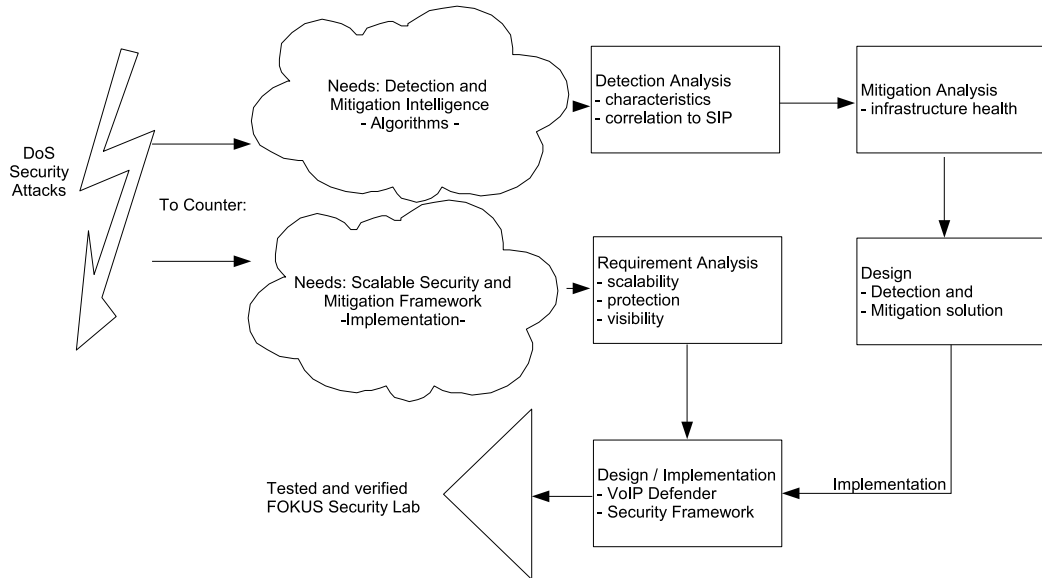 DoS
Security
Attacks
To Counter:
Needs: Detection and
Mitigation Intelligence
- Algorithms -
Detection Analysis
- characteristics
- correlation to SIP
Mitigation Analysis
- infrastructure health
Needs: Scalable Security and
Mitigation Framework
-Implementation-
Requirement Analysis
- scalability
- protection
- visibility
Design
- Detection and
- Mitigation solution
Tested and verified
FOKUS Security Lab
Design / Implementation
- VoIP Defender
- Security Framework
Implementation